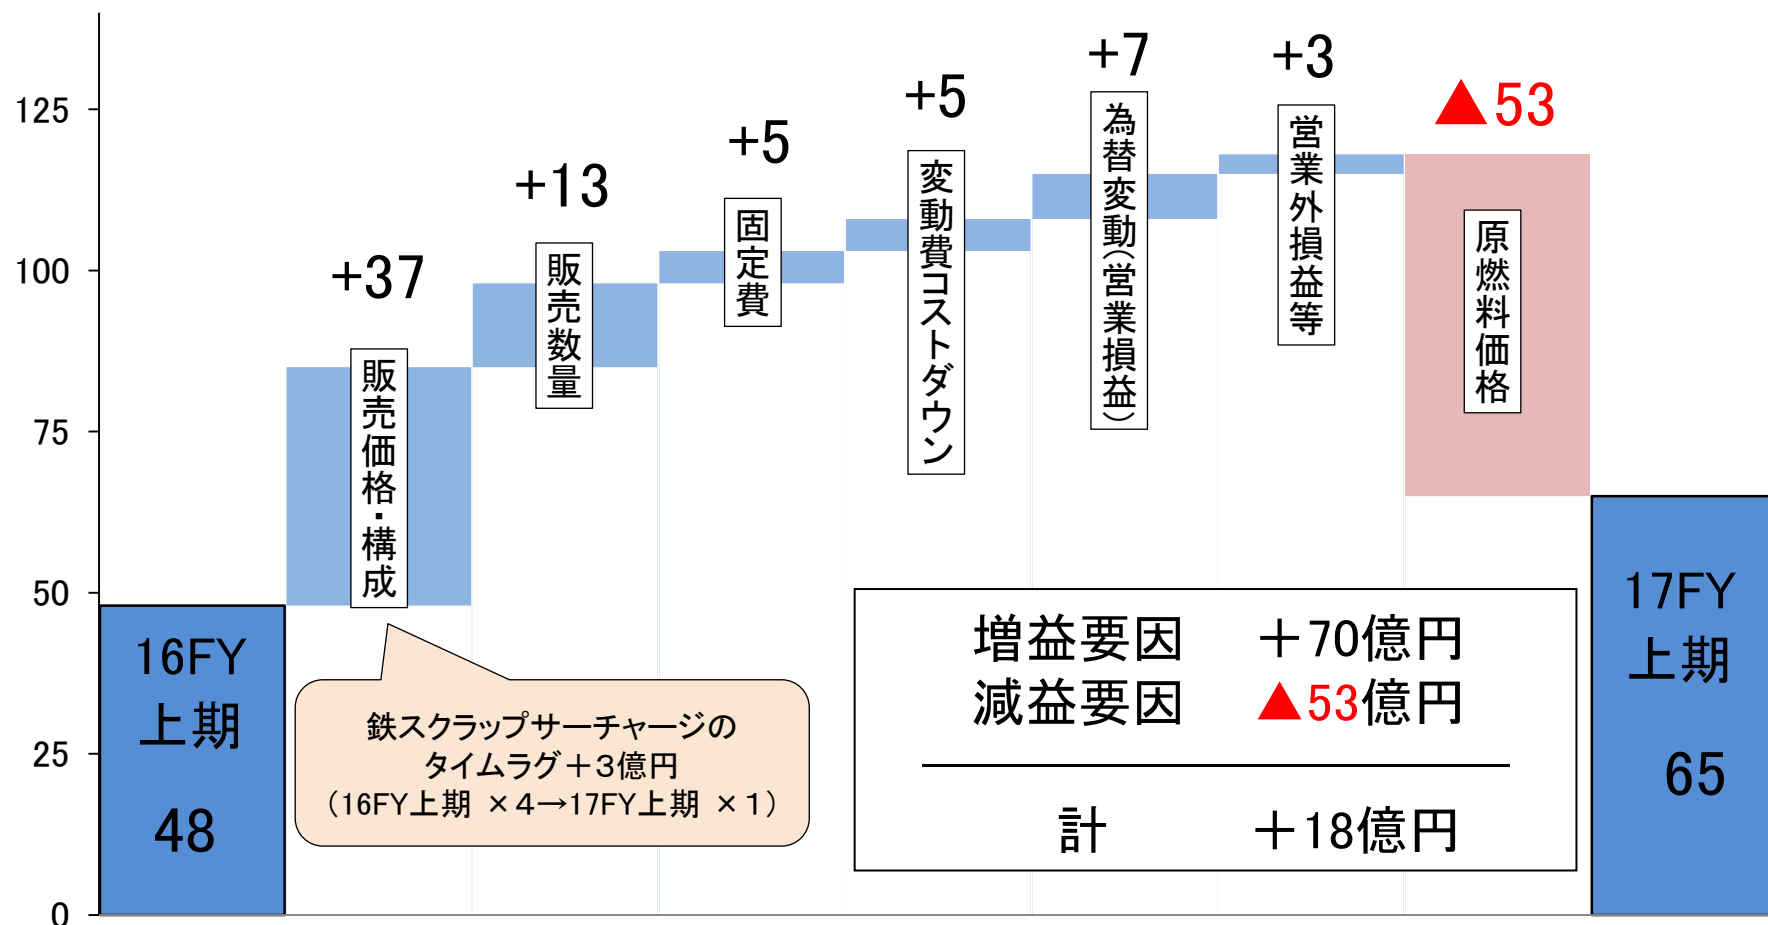 125
100
75
50
25
0
16FY
上期
48
+37
販売価格・構成
+13
販売数量
+5
固定費
+5
変動費コストダウン
+7
為替変動(営業損益)
+3
営業外損益等
▲53
原燃料価格
17FY
上期
65
鉄スクラップサーチャージの
タイムラグ＋３億円
（16FY上期 ×４→17FY上期 ×１）
増益要因 ＋70億円
減益要因 ▲53億円
計 ＋18億円